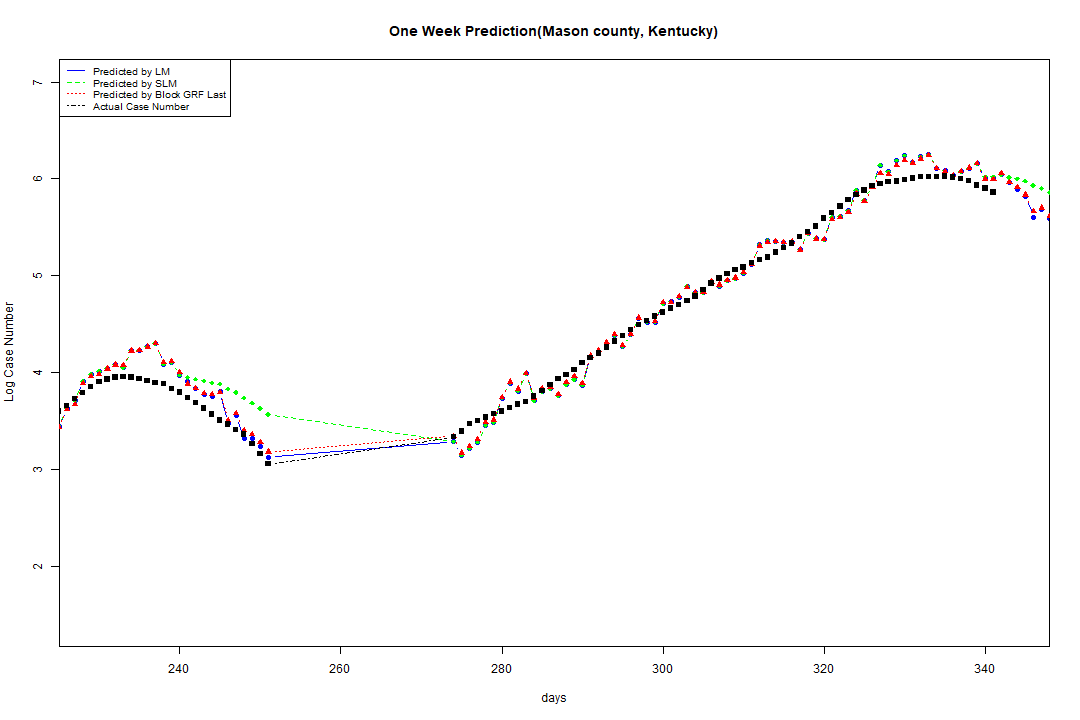 One Week Prediction(Mason county, Kentucky)
Predicted by LM
Predicted by SLM
Predicted by Block GRF Last
Actual Case Number
7
6
5
4
3
2
Log Case Number
240 260 280 300 320 340
days